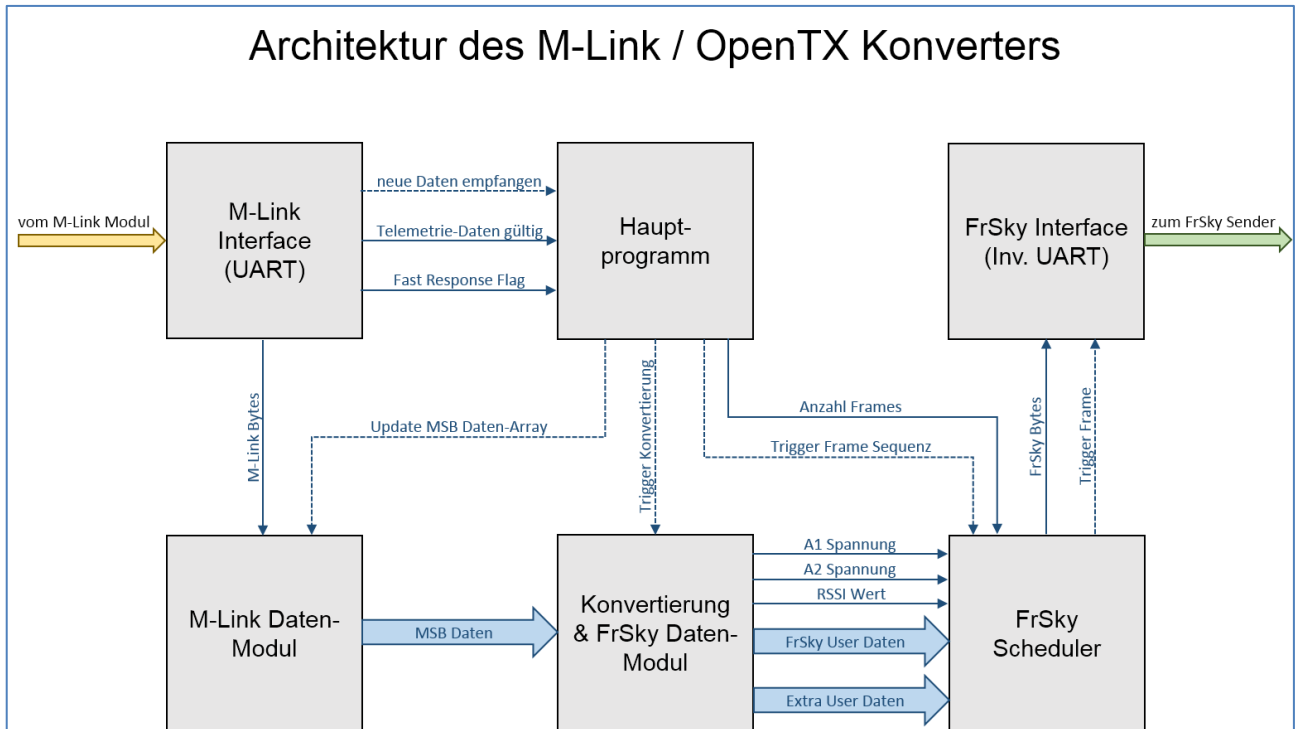 Architektur des M-Link / OpenTX Konverters
vom M-Link Modul
M-Link
Interface
(UART)
neue Daten empfangen
Telemetrie-Daten gültig
Fast Response Flag
Haupt-
programm
FrSky Interface
(Inv. UART)
zum FrSky Sender
M-Link Bytes
Update MSB Daten-Array
Trigger Konvertierung
Anzahl Frames
Trigger Frame Sequenz
FrSky Bytes
Trigger Frame
M-Link Daten-
Modul
MSB Daten
Konvertierung
& FrSky Daten-
Modul
A1 Spannung
A2 Spannung
RSSI Wert
FrSky User Daten
Extra User Daten
FrSky
Scheduler